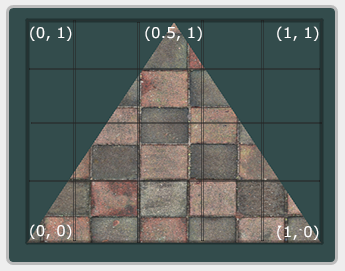 (0, 1) (0.5, 1) (1, 1)
(0, 0) (1, 0)